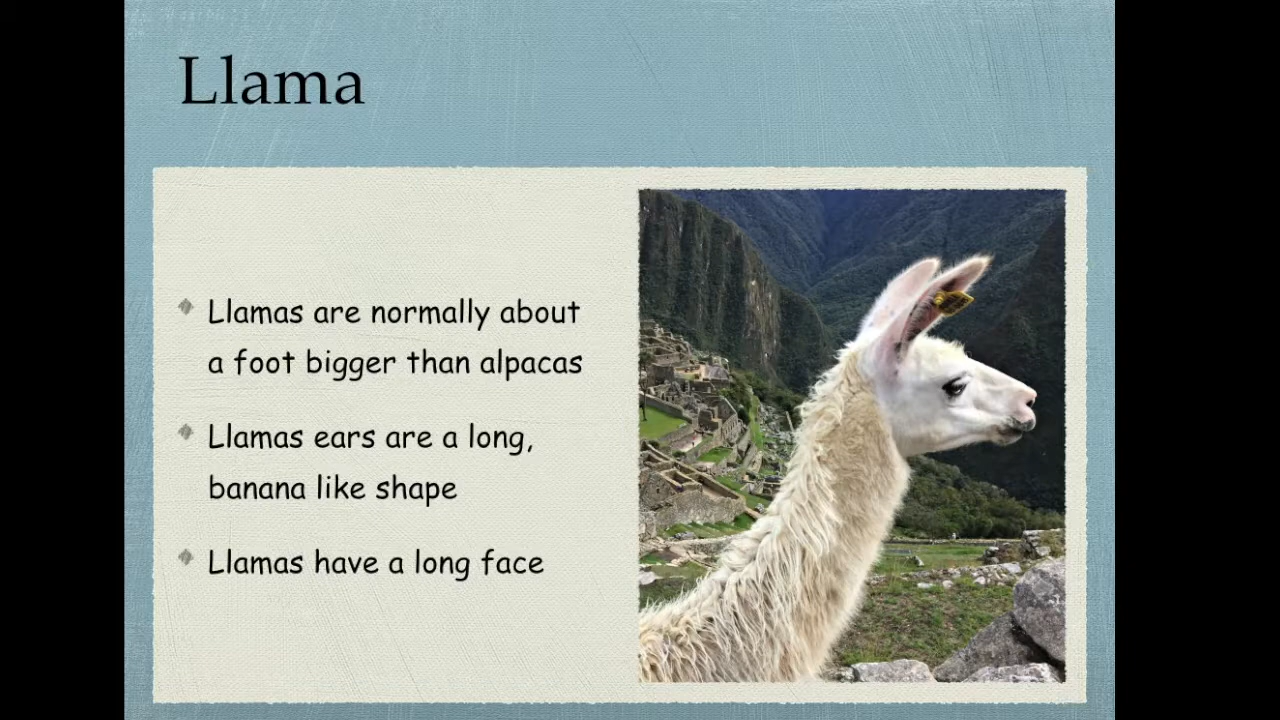 Llama
Llamas are normally about
a foot bigger than alpacas
Llamas ears are a long,
banana like shape
Llamas have a long face